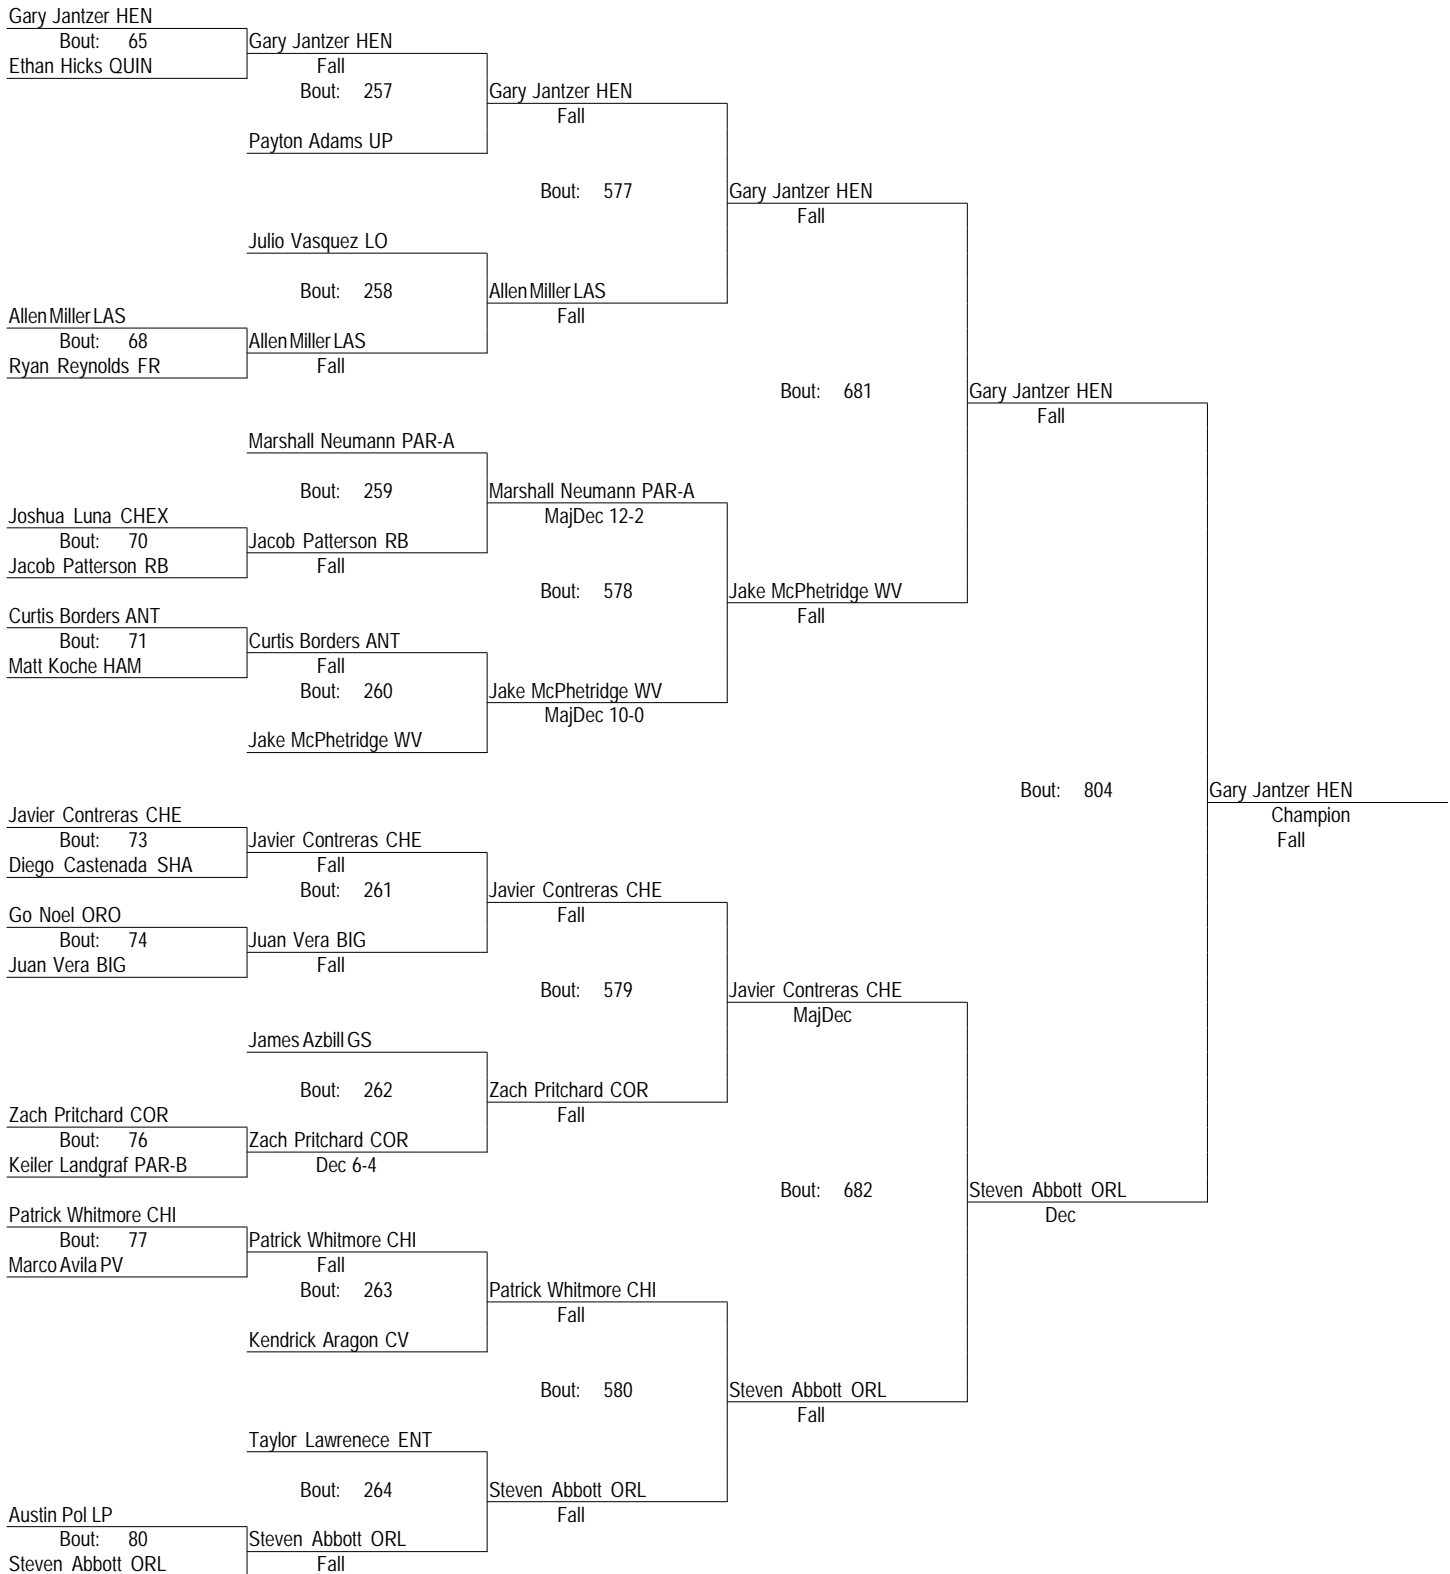 Gary Jantzer HEN
Bout: 65
Ethan Hicks QUIN
Gary Jantzer HEN
Fall
Bout: 257
Payton Adams UP
Gary Jantzer HEN
Fall
Bout: 577
Julio Vasquez LO
Bout: 258
Allen Miller LAS
Bout: 68
Ryan Reynolds FR
Allen Miller LAS
Fall
Allen Miller LAS
Fall
Gary Jantzer HEN
Fall
Bout: 681
Marshall Neumann PAR-A
Bout: 259
Joshua Luna CHEX
Bout: 70
Jacob Patterson RB
Jacob Patterson RB
Fall
Marshall Neumann PAR-A
MajDec 12-2
Bout: 578
Curtis Borders ANT
Bout: 71
Matt Koche HAM
Curtis Borders ANT
Fall
Bout: 260
Jake McPhetridge WV
Jake McPhetridge WV
MajDec 10-0
Jake McPhetridge WV
Fall
Gary Jantzer HEN
Fall
Bout: 804
Gary Jantzer HEN
Champion
Fall
Javier Contreras CHE
Bout: 73
Diego Castenada SHA
Javier Contreras CHE
Fall
Bout: 261
Go Noel ORO
Bout: 74
Juan Vera BIG
Juan Vera BIG
Fall
Javier Contreras CHE
Fall
Bout: 579
James Azbill GS
Bout: 262
Zach Pritchard COR
Bout: 76
Keiler Landgraf PAR-B
Zach Pritchard COR
Dec 6-4
Zach Pritchard COR
Fall
Javier Contreras CHE
MajDec
Bout: 682
Patrick Whitmore CHI
Bout: 77
Marco Avila PV
Patrick Whitmore CHI
Fall
Bout: 263
Kendrick Aragon CV
Patrick Whitmore CHI
Fall
Bout: 580
Taylor Lawrenece ENT
Bout: 264
Austin Pol LP
Bout: 80
Steven Abbott ORL
Steven Abbott ORL
Fall
Steven Abbott ORL
Fall
Steven Abbott ORL
Fall
Steven Abbott ORL
Dec